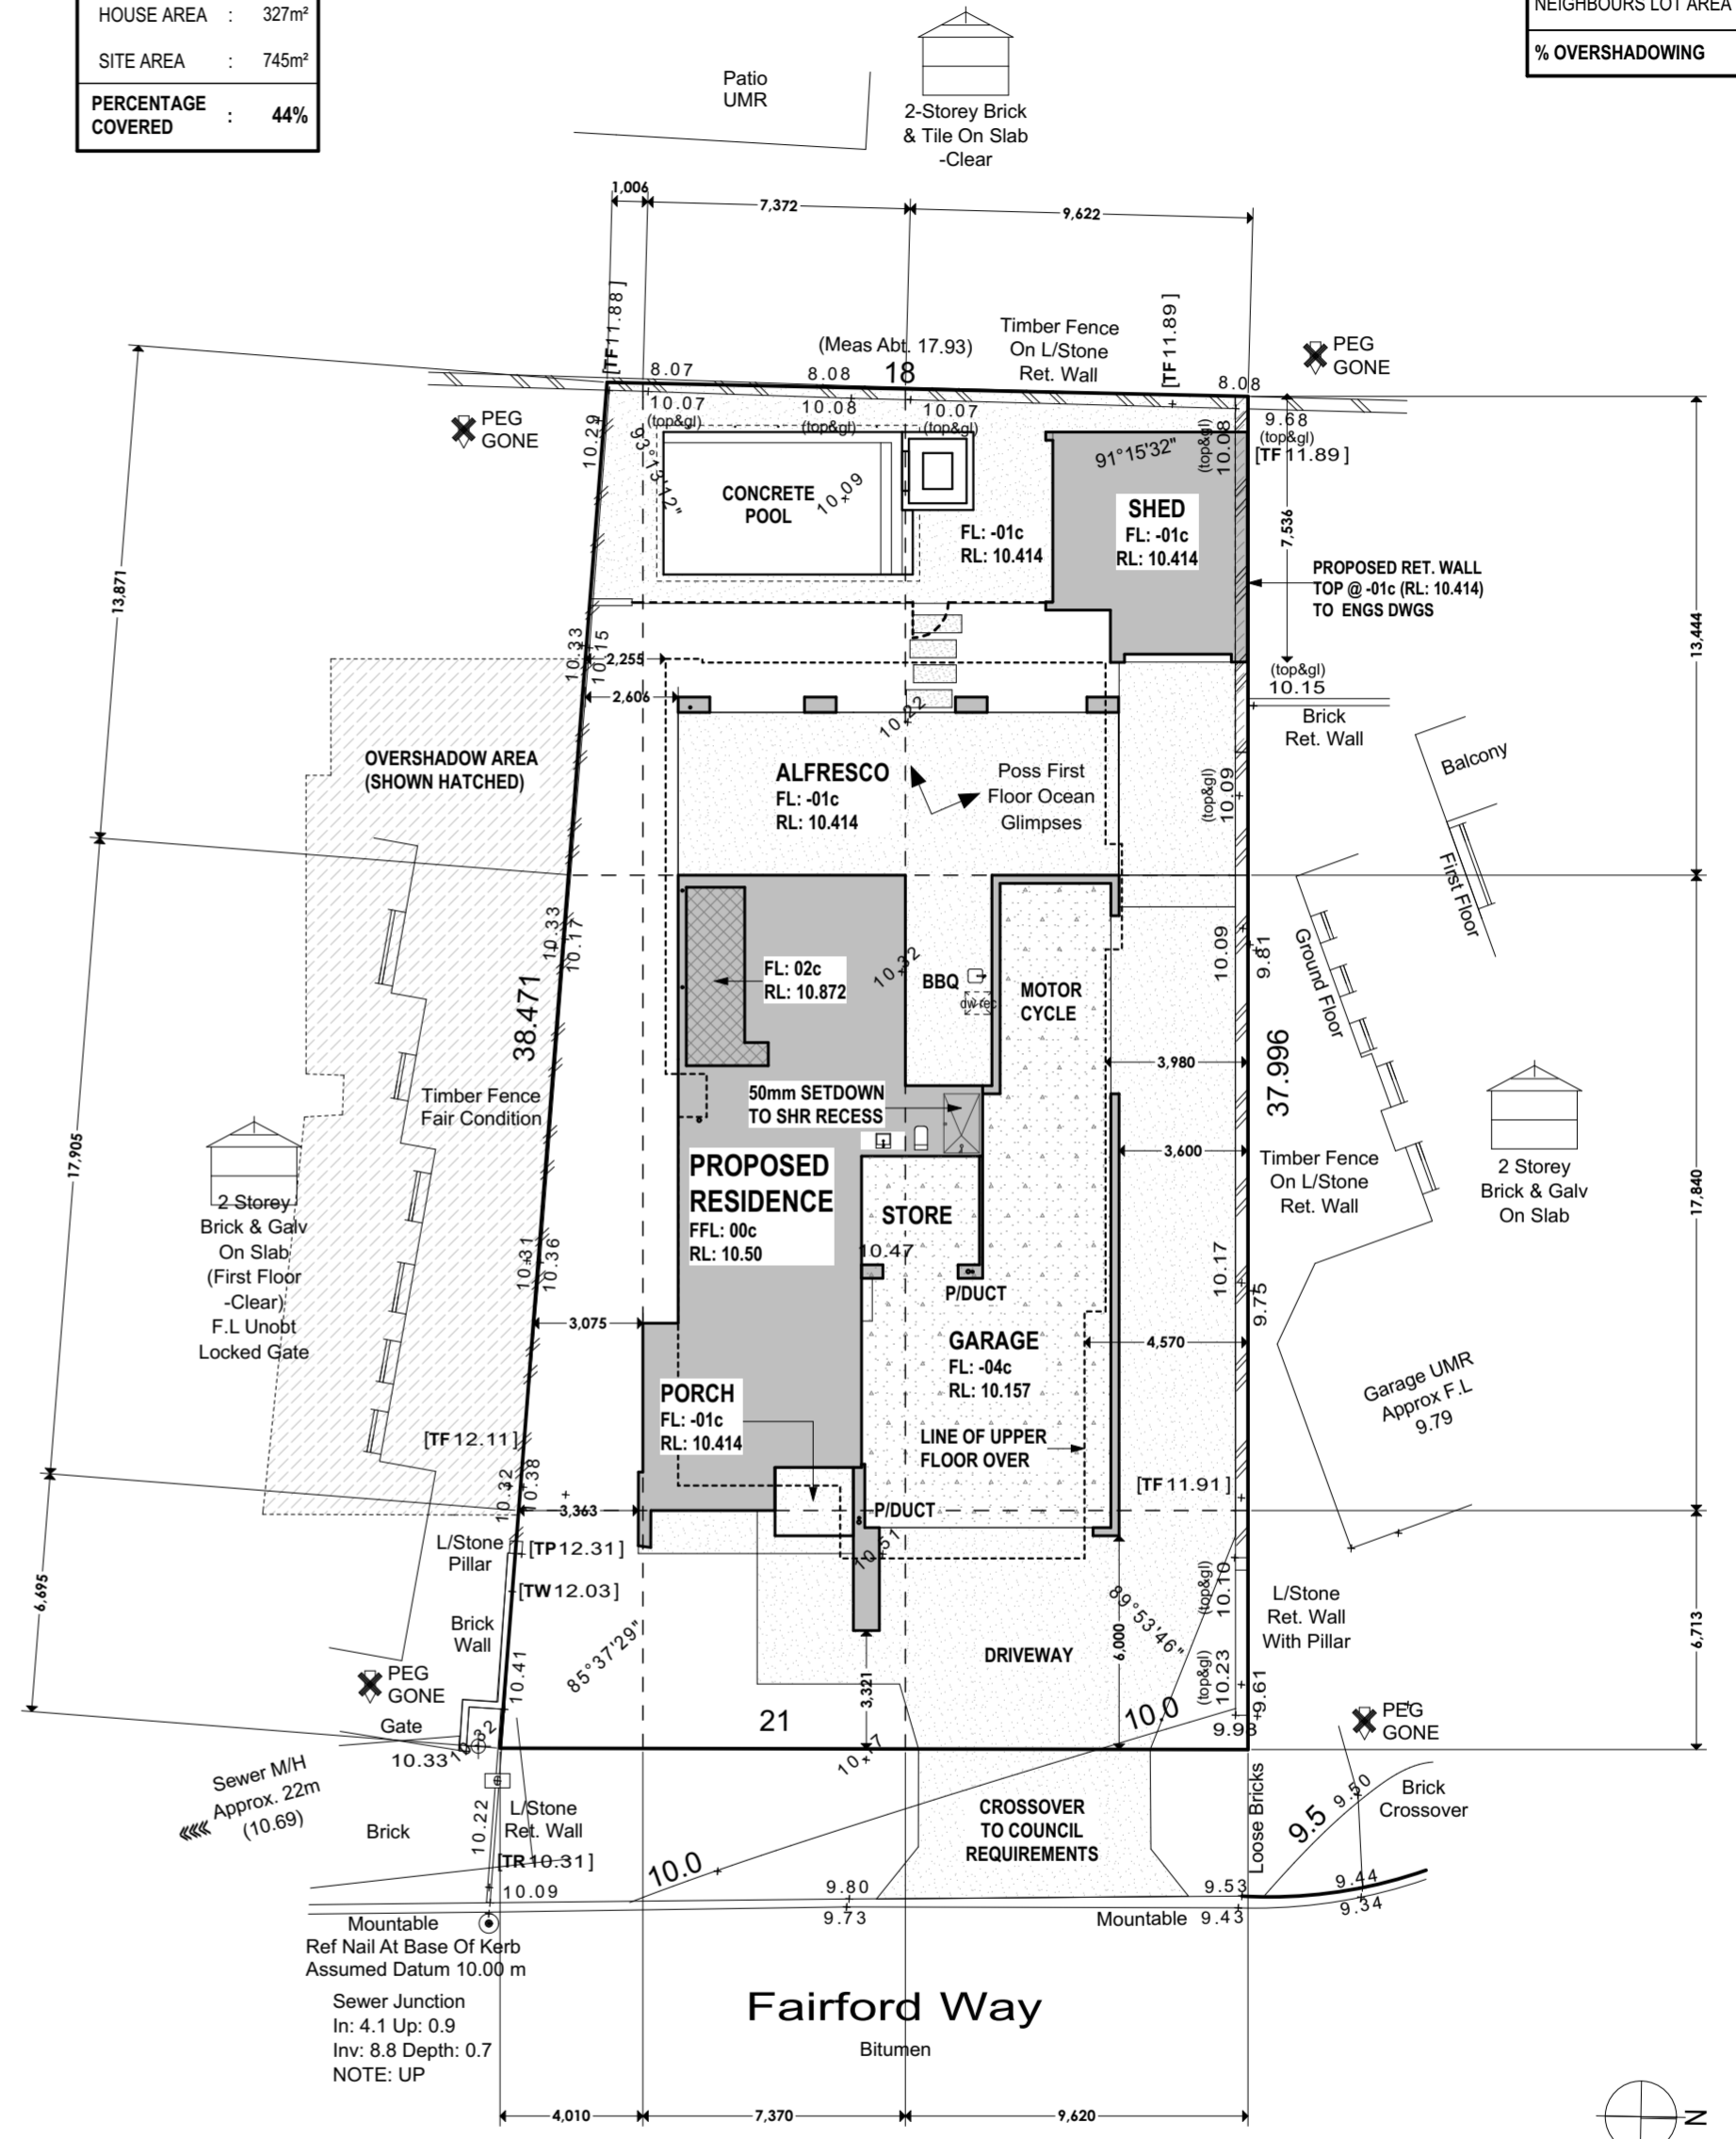 HOUSE AREA : 327m²
SITE AREA : 745m²
PERCENTAGE
COVERED : 44%
NEIGHBOURS LOT AREA
% OVERSHADOWING
Patio
UMR
2-Storey Brick
& Tile On Slab
-Clear
1,006
7,372
9,622
[TF 11.88]
(Meas Abt. 17.93)
18
Timber Fence
On L/Stone
Ret. Wall
[TF 11.89]
PEG
GONE
8.07
8.08
8.08
PEG
GONE
10.29
93°13'12"
10.07
(top&gl)
10.08
(top&gl)
10.07
(top&gl)
(top&gl)
10.08
9.68
(top&gl)
[TF 11.89]
91°15'32"
CONCRETE
POOL
10.09
FL: -01c
RL: 10.414
SHED
FL: -01c
RL: 10.414
7,536
PROPOSED RET. WALL
TOP @ -01c (RL: 10.414)
TO ENGS DWGS
13,871
13,444
10.33
10.15
2,255
2,606
(top&gl)
10.15
Brick
Ret. Wall
OVERSHADOW AREA
(SHOWN HATCHED)
10.22
ALFRESCO
FL: -01c
RL: 10.414
Poss First
Floor Ocean
Glimpses
(top&gl)
10.09
Balcony
First Floor
Ground Floor
10.33
10.17
38.471
FL: 02c
RL: 10.872
10.32
BBQ
dw rec
MOTOR
CYCLE
10.09
9.81
3,980
37.996
Timber Fence
Fair Condition
50mm SETDOWN
TO SHR RECESS
3,600
Timber Fence
On L/Stone
Ret. Wall
2 Storey
Brick & Galv
On Slab
17,905
17,840
2 Storey
Brick & Galv
On Slab
(First Floor
-Clear)
F.L Unobt
Locked Gate
PROPOSED
RESIDENCE
FFL: 00c
RL: 10.50
STORE
10.47
P/DUCT
10.31
10.36
10.17
9.75
3,075
GARAGE
FL: -04c
RL: 10.157
4,570
Garage UMR
Approx F.L
9.79
PORCH
FL: -01c
RL: 10.414
LINE OF UPPER
FLOOR OVER
[TF 12.11]
[TF 11.91]
10.32
10.38
3,363
P/DUCT
10.51
L/Stone
Pillar
[TP 12.31]
[TW 12.03]
Brick
Wall
6,695
6,713
85°37'29"
89°53'46"
6,000
(top&gl)
10.10
L/Stone
Ret. Wall
With Pillar
DRIVEWAY
3,321
(top&gl)
10.23
9.61
9.98
PEG
GONE
10.41
PEG
GONE
Gate
10.33
10.32
21
10.17
10.0
Sewer M/H
Approx. 22m
(10.69)
Brick
10.22
L/Stone
Ret. Wall
[TR 10.31]
10.09
10.0
CROSSOVER
TO COUNCIL
REQUIREMENTS
Loose Bricks
9.5
9.50
Brick
Crossover
9.80
9.73
9.53
9.43
9.44
9.34
Mountable
Mountable
Ref Nail At Base Of Kerb
Assumed Datum 10.00 m
Sewer Junction
In: 4.1 Up: 0.9
Inv: 8.8 Depth: 0.7
NOTE: UP
Fairford Way
Bitumen
4,010
7,370
9,620
N